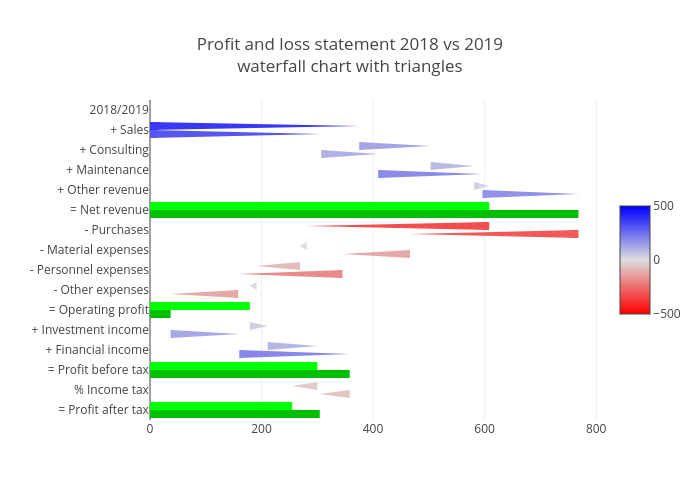 Profit and loss statement 2018 vs 2019
waterfall chart with triangles
2018/2019
+ Sales
+ Consulting
+ Maintenance
+ Other revenue
= Net revenue
- Purchases
- Material expenses
- Personnel expenses
- Other expenses
= Operating profit
+ Investment income
+ Financial income
= Profit before tax
% Income tax
= Profit after tax
0 200 400 600 800
500
0
−500